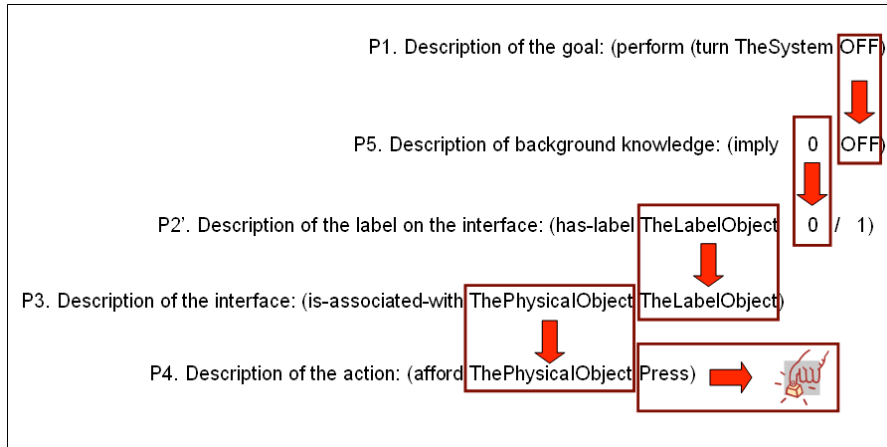 P1. Description of the goal: (perform (turn TheSystem OFF)
P5. Description of background knowledge: (imply 0 OFF)
P2'. Description of the label on the interface: (has-label TheLabelObject 0 / 1)
P3. Description of the interface: (is-associated-with ThePhysicalObject TheLabelObject)
P4. Description of the action: (afford ThePhysicalObject Press)